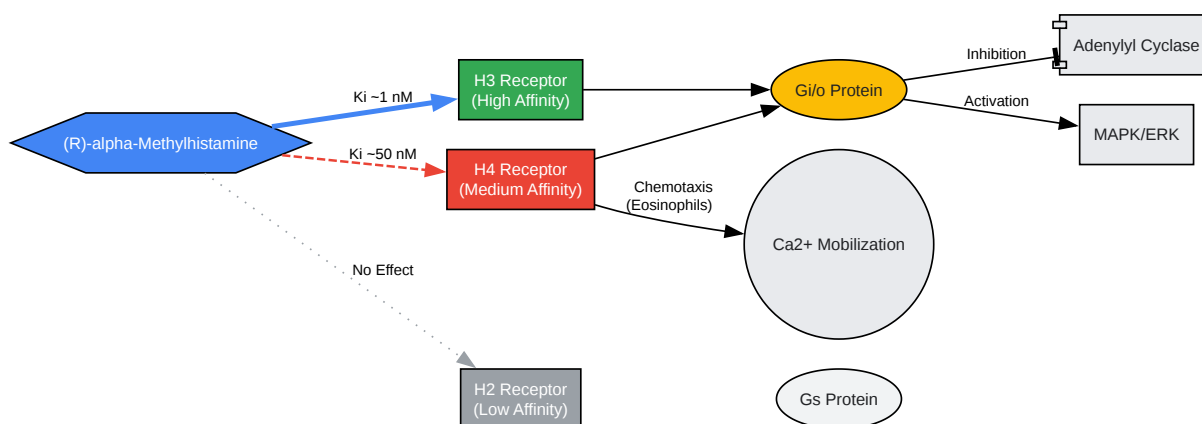 (R)-alpha-Methylhistamine
Ki ~1 nM
Ki ~50 nM
No Effect
H3 Receptor
(High Affinity)
H4 Receptor
(Medium Affinity)
H2 Receptor
(Low Affinity)
Chemotaxis
(Eosinophils)
Gi/o Protein
Ca2+ Mobilization
Gs Protein
Inhibition
Activation
Adenylyl Cyclase
MAPK/ERK